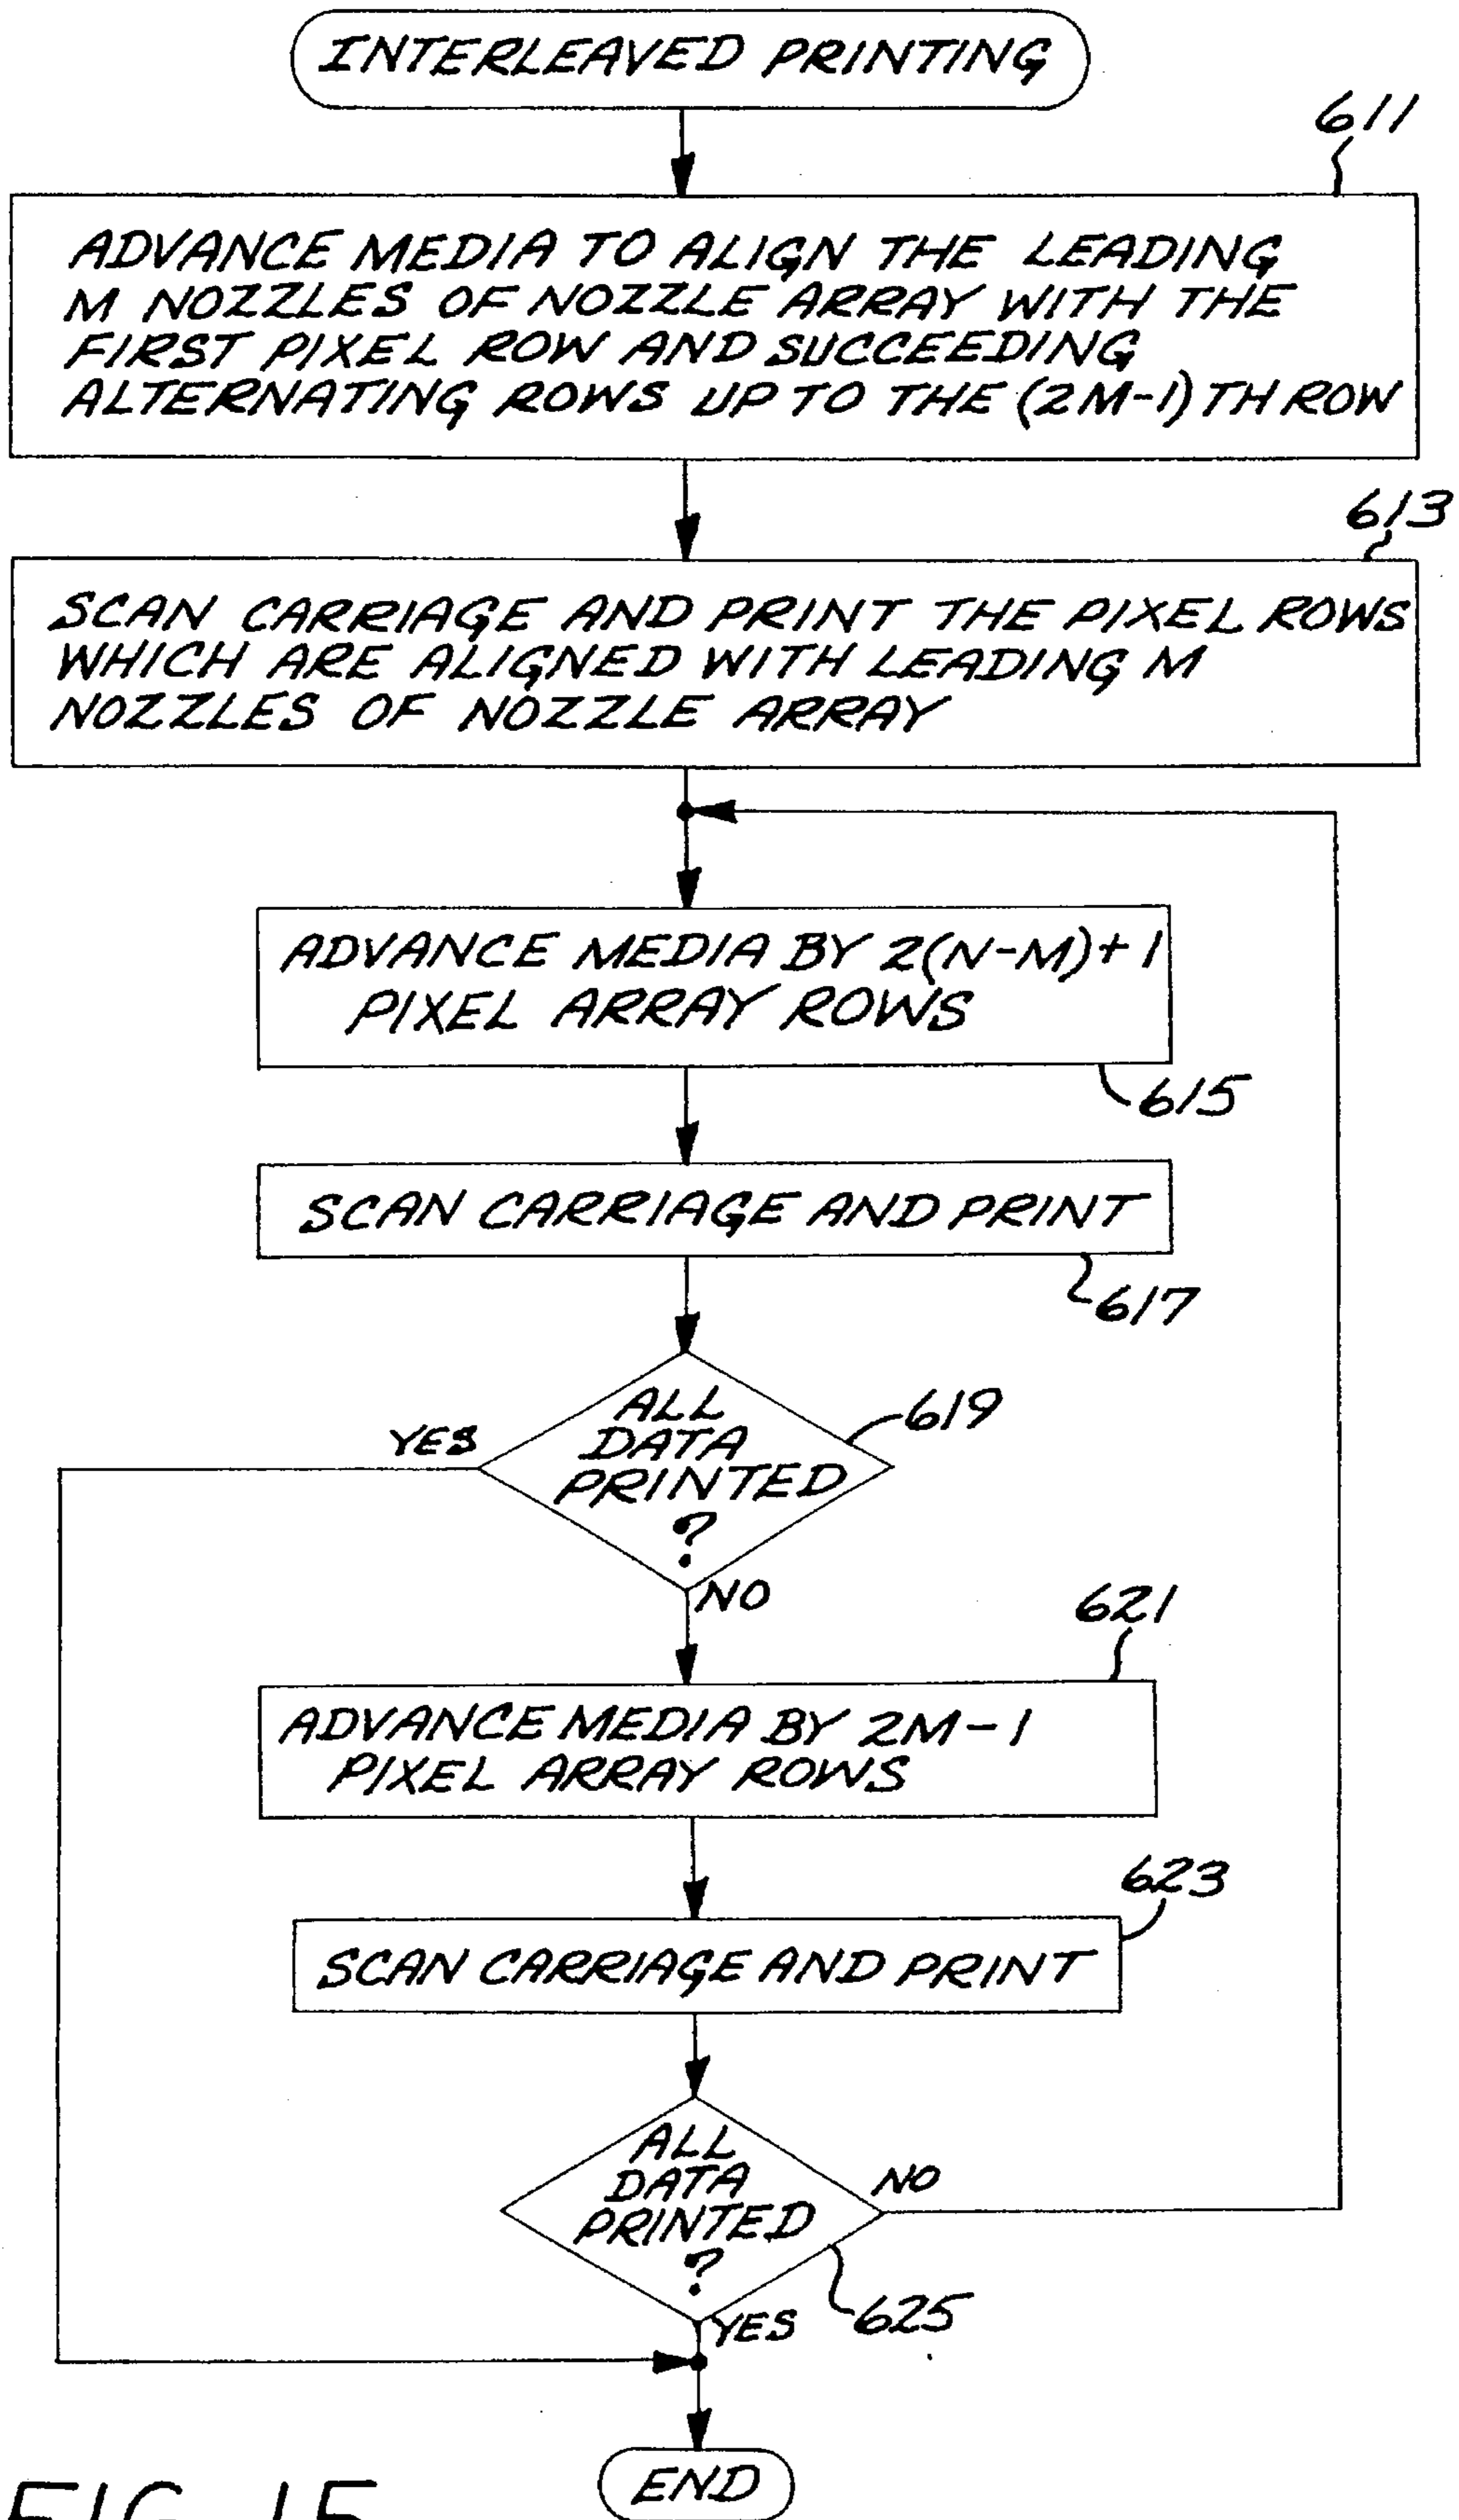 INTERLEAVED PRINTING
611
ADVANCE MEDIA TO ALIGN THE LEADING
M NOZZLES OF NOZZLE ARRAY WITH THE
FIRST PIXEL ROW AND SUCCEEDING
ALTERNATING ROWS UP TO THE (2M-1)TH ROW
613
SCAN CARRIAGE AND PRINT THE PIXEL ROWS
WHICH ARE ALIGNED WITH LEADING M
NOZZLES OF NOZZLE ARRAY
ADVANCE MEDIA BY 2(N-M)+1
PIXEL ARRAY ROWS
615
SCAN CARRIAGE AND PRINT
617
ALL
DATA
PRINTED
?
619
YES
NO
621
ADVANCE MEDIA BY 2M-1
PIXEL ARRAY ROWS
623
SCAN CARRIAGE AND PRINT
ALL
DATA
PRINTED
?
NO
625
YES
END
FIG. 15